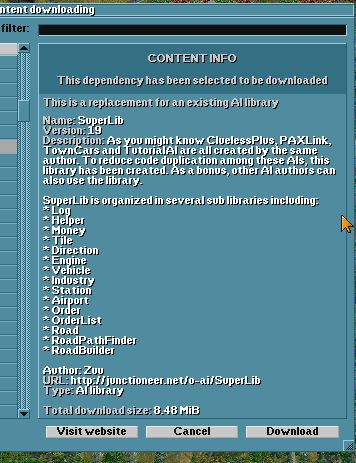 ntent downloading
filter:
CONTENT INFO
This dependency has been selected to be downloaded
This is a replacement for an existing AI library
Name: SuperLib
Version: 19
Description: As you might know CluelessPlus, PAXLink,
TownCars and TutorialAI are all created by the same
author. To reduce code duplication among these AIs, this
library has been created. As a bonus, other AI authors can
also use the library.
SuperLib is organized in several sub libraries including:
* Log
* Helper
* Money
* Tile
* Direction
* Engine
* Vehicle
* Industry
* Station
* Airport
* Order
* OrderList
* Road
* RoadPathFinder
* RoadBuilder
Author: Zuu
URL: http://junctioneer.net/o-ai/SuperLib
Type: AI library
Total download size: 8.48 MiB
Visit website
Cancel
Download